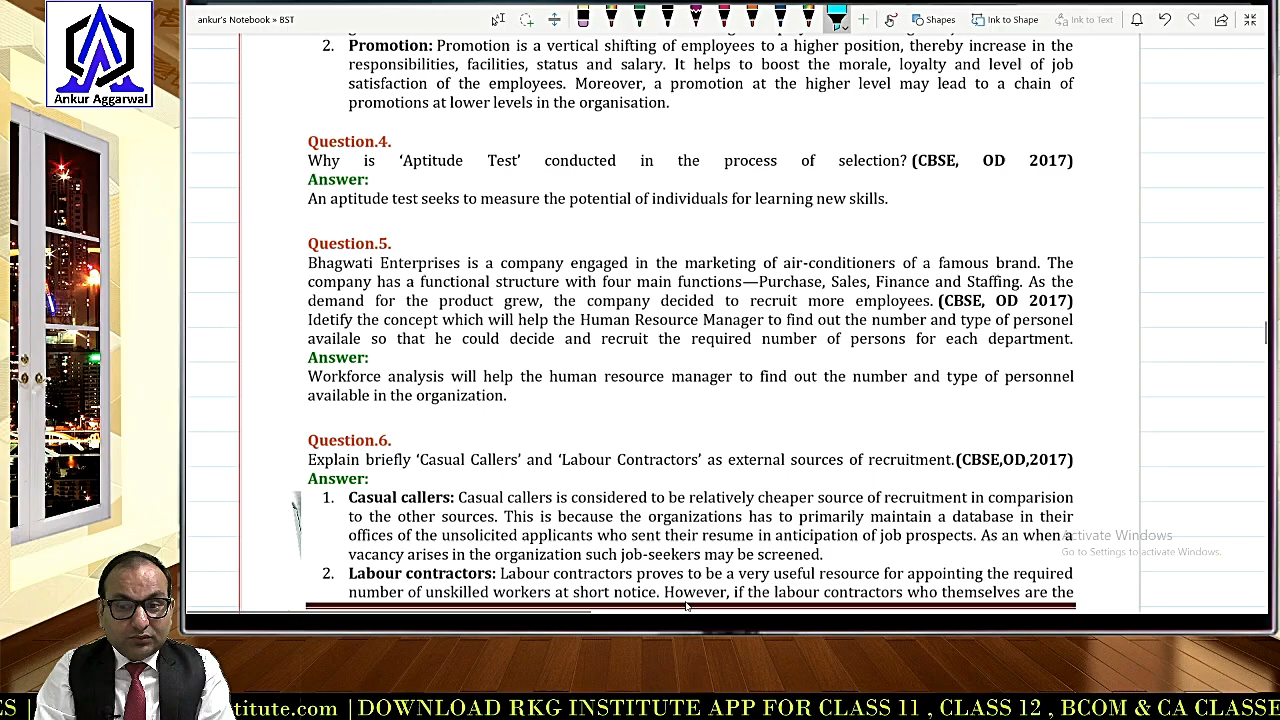 ankur's Notebook » BST
Shapes
Ink to Shape
Ink to Text
Ankur Aggarwal
2. Promotion: Promotion is a vertical shifting of employees to a higher position, thereby increase in the
responsibilities, facilities, status and salary. It helps to boost the morale, loyalty and level of job
satisfaction of the employees. Moreover, a promotion at the higher level may lead to a chain of
promotions at lower levels in the organisation.
Question.4.
Why is ‘Aptitude Test’ conducted in the process of selection? (CBSE, OD 2017)
Answer:
An aptitude test seeks to measure the potential of individuals for learning new skills.
Question.5.
Bhagwati Enterprises is a company engaged in the marketing of air-conditioners of a famous brand. The
company has a functional structure with four main functions—Purchase, Sales, Finance and Staffing. As the
demand for the product grew, the company decided to recruit more employees. (CBSE, OD 2017)
Idetify the concept which will help the Human Resource Manager to find out the number and type of personel
availale so that he could decide and recruit the required number of persons for each department.
Answer:
Workforce analysis will help the human resource manager to find out the number and type of personnel
available in the organization.
Question.6.
Explain briefly ‘Casual Callers’ and ‘Labour Contractors’ as external sources of recruitment.(CBSE,OD,2017)
Answer:
1. Casual callers: Casual callers is considered to be relatively cheaper source of recruitment in comparision
to the other sources. This is because the organizations has to primarily maintain a database in their
offices of the unsolicited applicants who sent their resume in anticipation of job prospects. As an when a
vacancy arises in the organization such job-seekers may be screened.
2. Labour contractors: Labour contractors proves to be a very useful resource for appointing the required
number of unskilled workers at short notice. However, if the labour contractors who themselves are the
Activate Windows
Go to Settings to activate Windows.
ES | titute.com | DOWNLOAD RKG INSTITUTE APP FOR CLASS 11 , CLASS 12 , BCOM & CA CLASSE